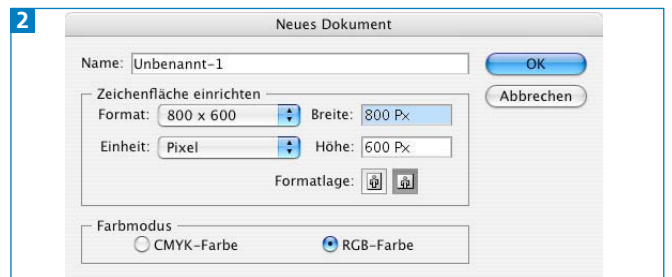 2
Neues Dokument
Name: Unbenannt-1
OK
Zeichenfläche einrichten
Abbrechen
Format: 800 x 600 Breite: 800 Px
Einheit: Pixel Höhe: 600 Px
Formatlage:
Farbmodus
CMYK-Farbe RGB-Farbe